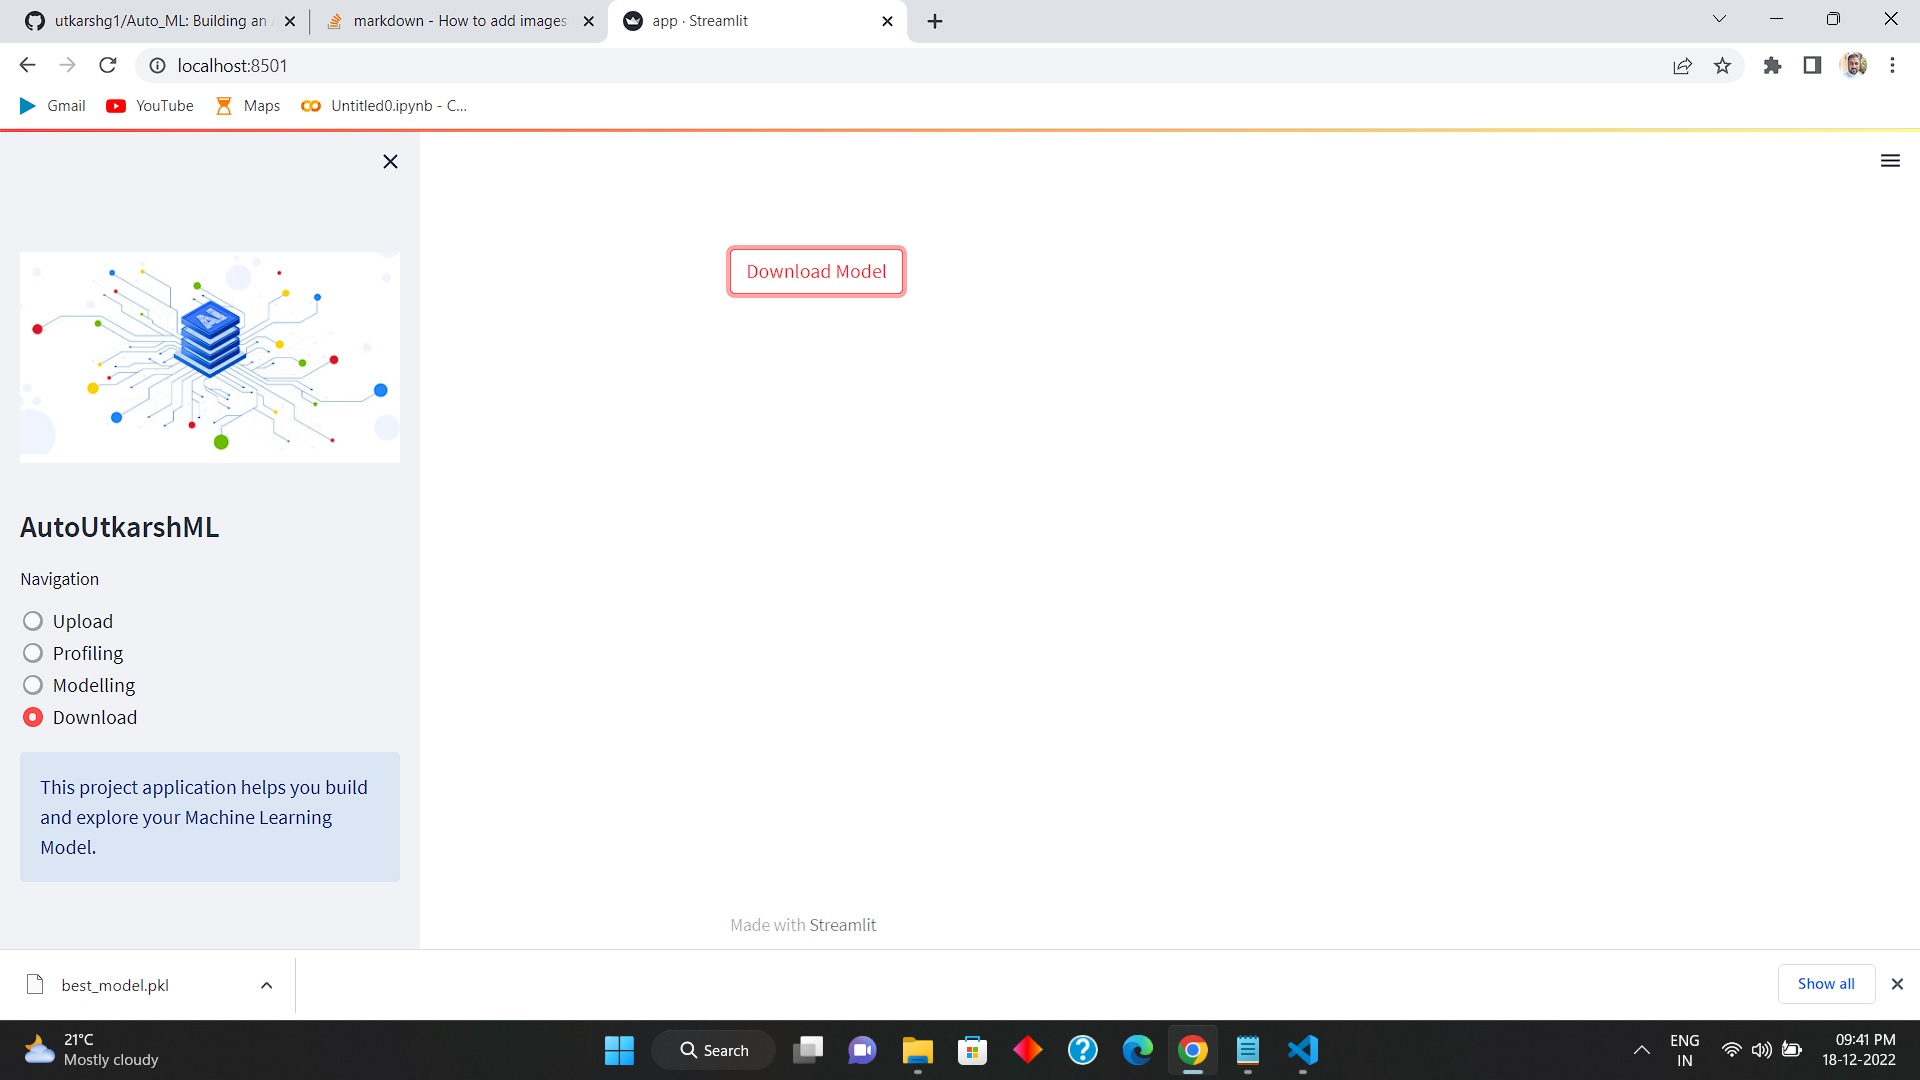 utkarshg1/Auto_ML: Building an
markdown - How to add images
app · Streamlit
localhost:8501
Gmail
YouTube
Maps
Untitled0.ipynb - C...
AI
Download Model
AutoUtkarshML
Navigation
Upload
Profiling
Modelling
Download
This project application helps you build
and explore your Machine Learning
Model.
Made with Streamlit
best_model.pkl
Show all
21°C
Mostly cloudy
Search
ENG
IN
09:41 PM
18-12-2022